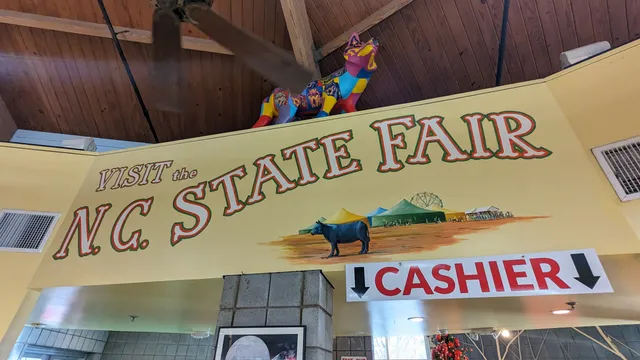 VISIT the
N.C. STATE FAIR
CASHIER